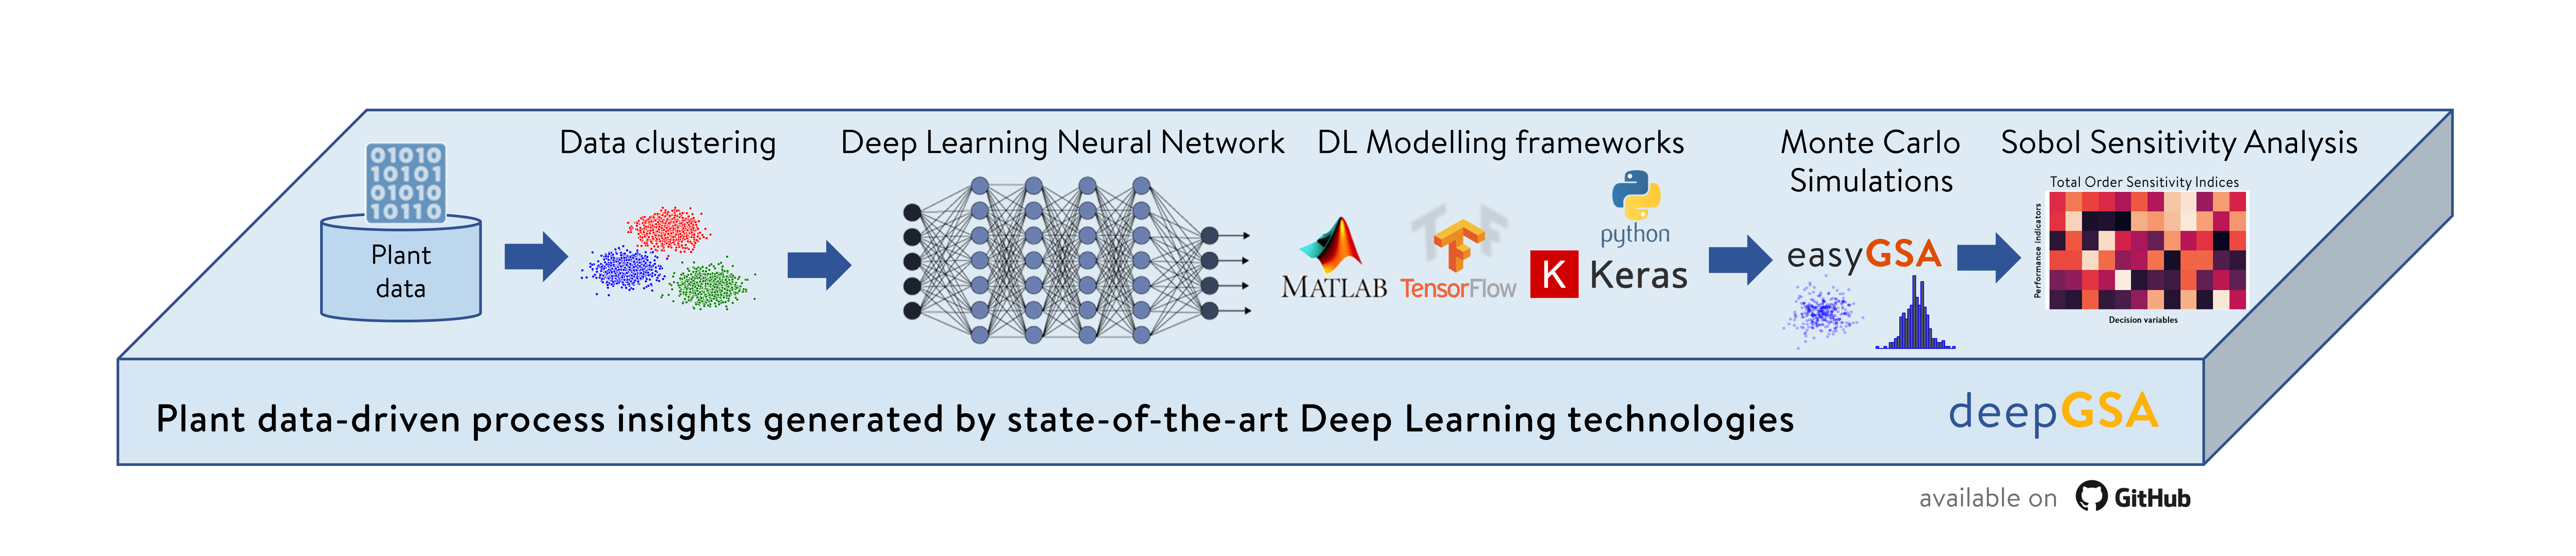 Data clustering
Deep Learning Neural Network
DL Modelling frameworks
Monte Carlo
Simulations
Sobol Sensitivity Analysis
01010
10101
01010
10110
Plant
data
MATLAB
TensorFlow
python
K Keras
easyGSA
Total Order Sensitivity Indices
Performance Indicators
Decision variables
Plant data-driven process insights generated by state-of-the-art Deep Learning technologies
deepGSA
available on GitHub